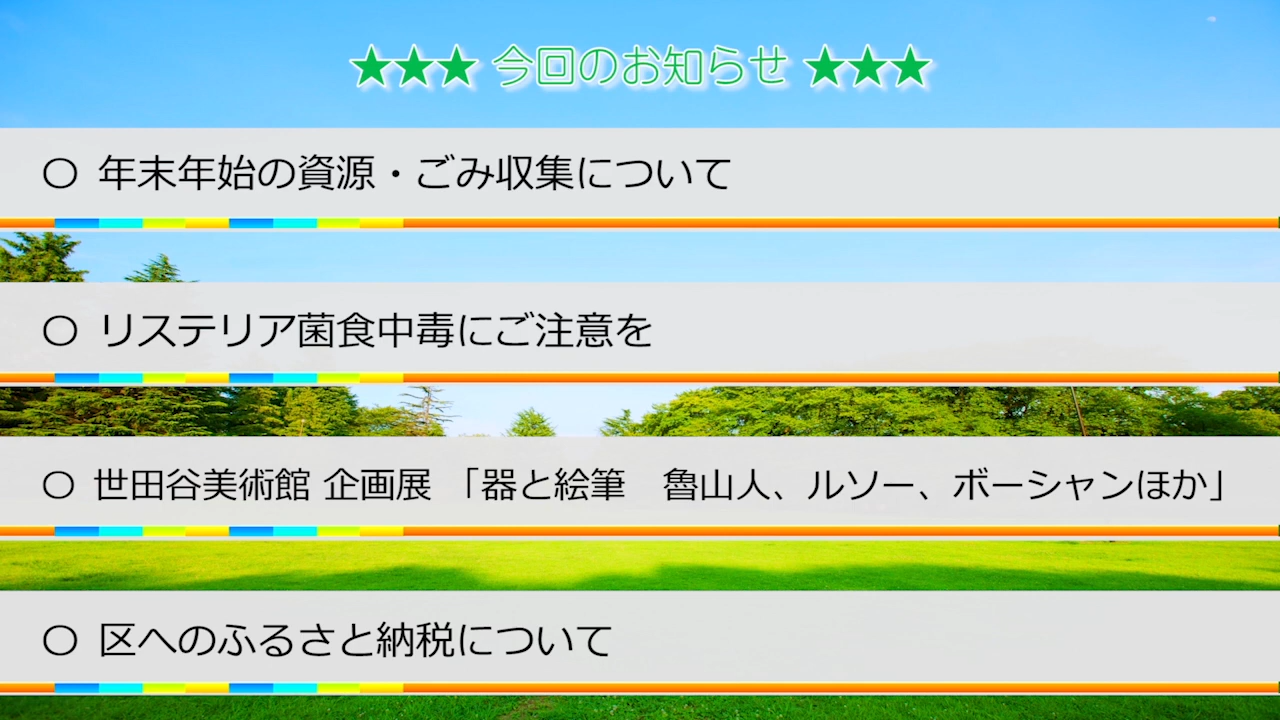 ★★★ 今回のお知らせ ★★★
〇 年末年始の資源・ごみ収集について
〇 リステリア菌食中毒にご注意を
〇 世田谷美術館 企画展 「器と絵筆　魯山人、ルソー、ボーシャンほか」
〇 区へのふるさと納税について